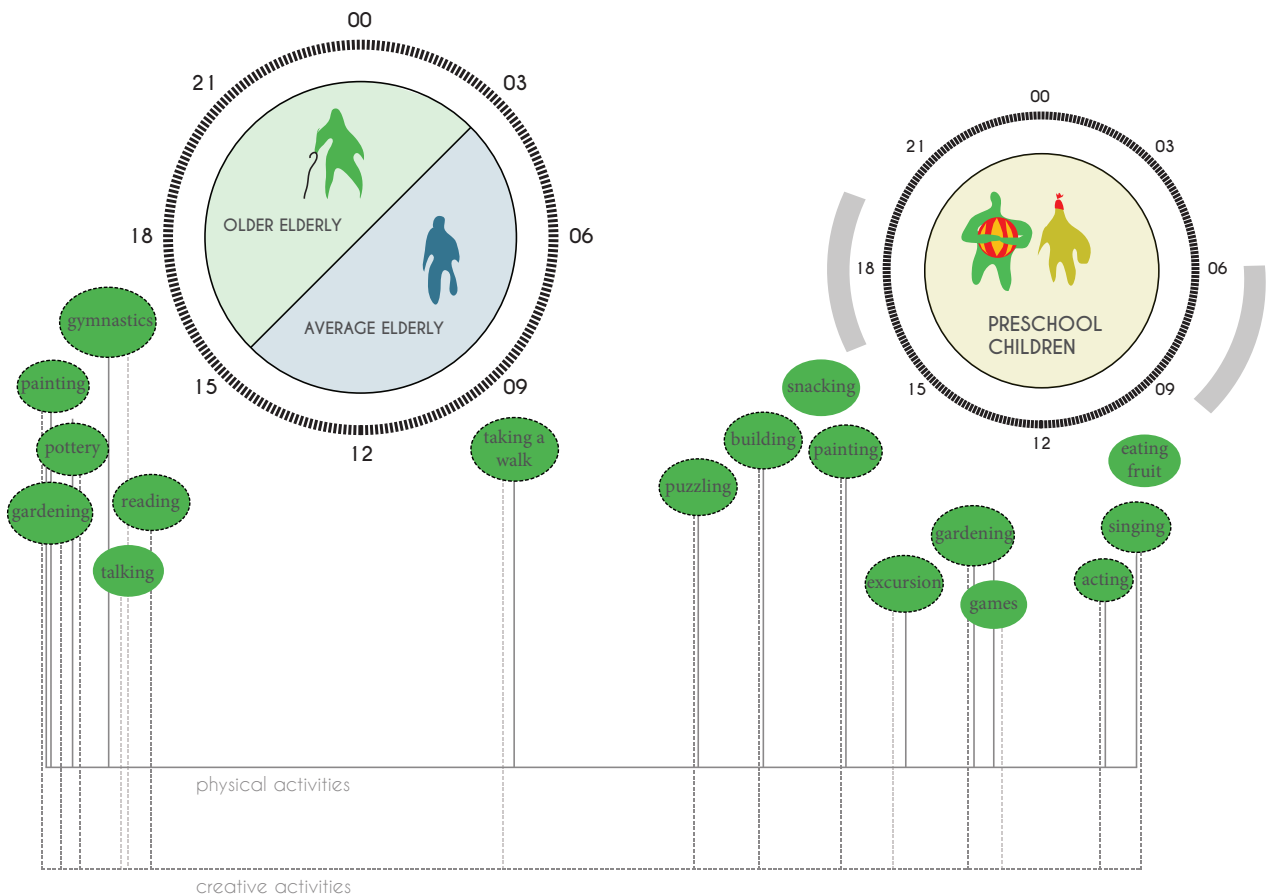 00
03
06
09
12
15
18
21
OLDER ELDERLY
AVERAGE ELDERLY
00
03
06
09
12
15
18
21
PRESCHOOL
CHILDREN
gymnastics
painting
pottery
gardening
reading
talking
taking a
walk
snacking
building
painting
puzzling
gardening
excursion
games
eating
fruit
singing
acting
physical activities
creative activities